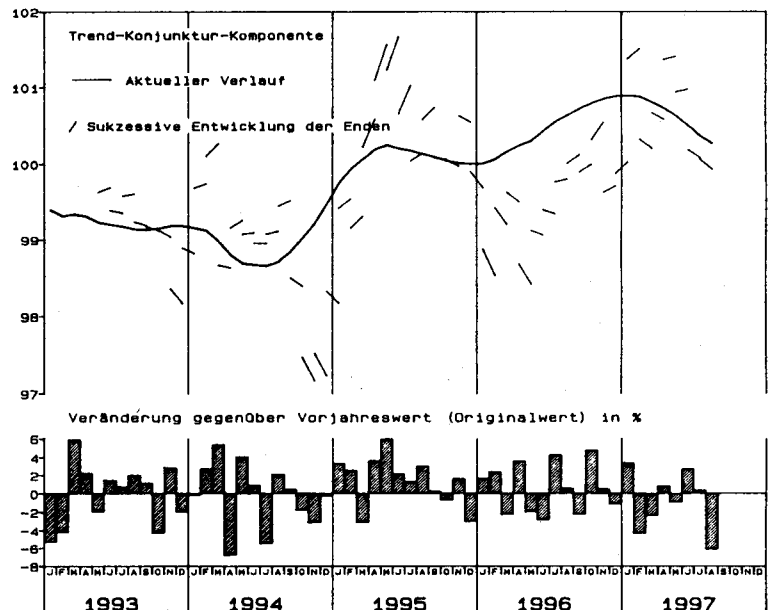 102
Trend-Konjunktur-Komponente
Aktueller Verlauf
101
Sukzessive Entwicklung der Enden
100
99
98
97
Veränderung gegenüber Vorjahreswert (Originalwert) in %
6
4
2
0
-2
-4
-6
-8
J F M A M J J A S O N D J F M A M J J A S O N D J F M A M J J A S O N D J F M A M J J A S O N D J F M A M J J A S O N D
1993 1994 1995 1996 1997